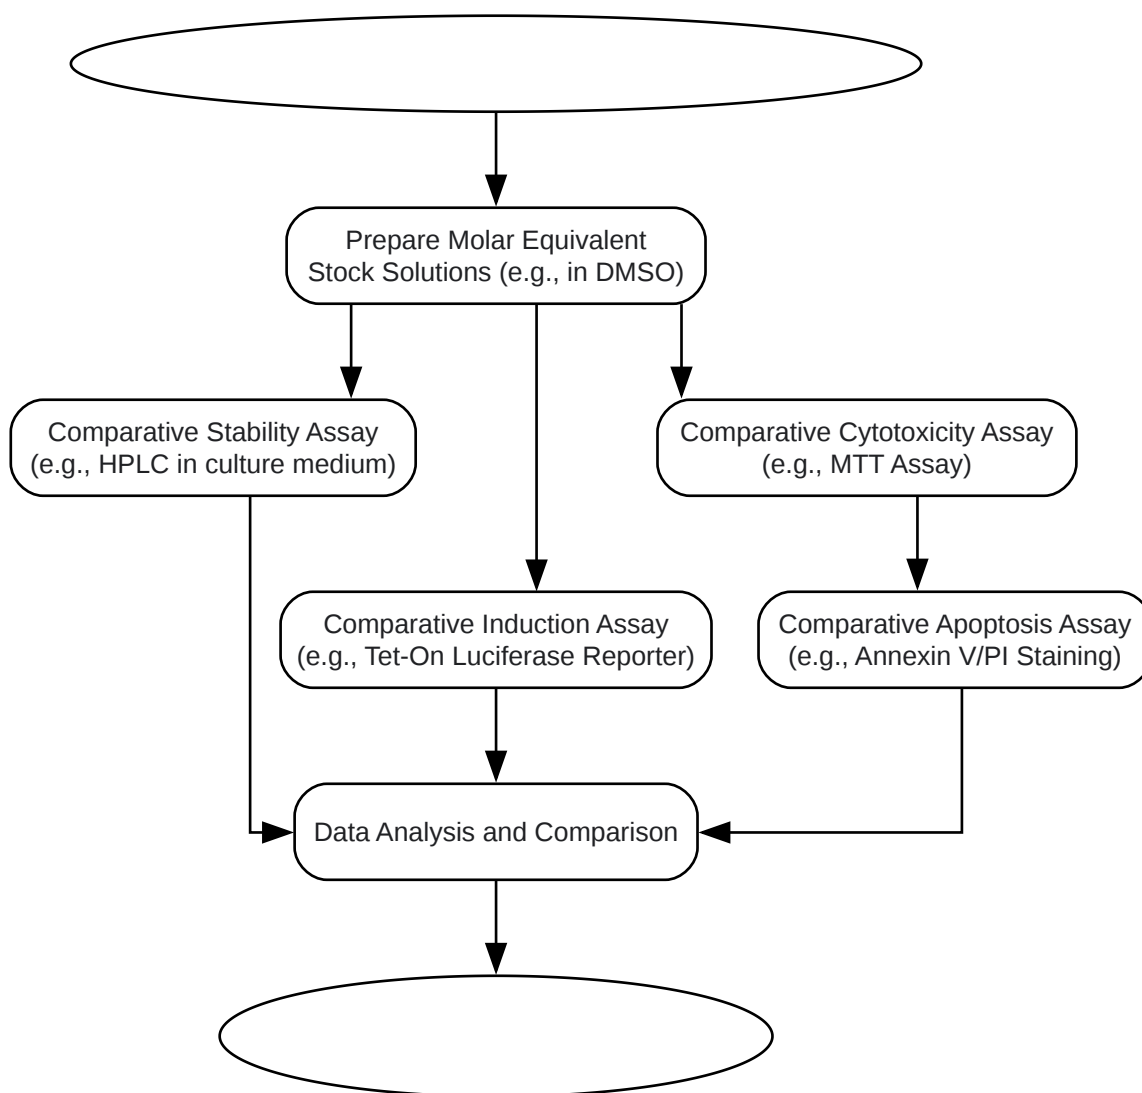 Prepare Molar Equivalent
Stock Solutions (e.g., in DMSO)
Comparative Stability Assay
(e.g., HPLC in culture medium)
Comparative Cytotoxicity Assay
(e.g., MTT Assay)
Comparative Induction Assay
(e.g., Tet-On Luciferase Reporter)
Comparative Apoptosis Assay
(e.g., Annexin V/PI Staining)
Data Analysis and Comparison